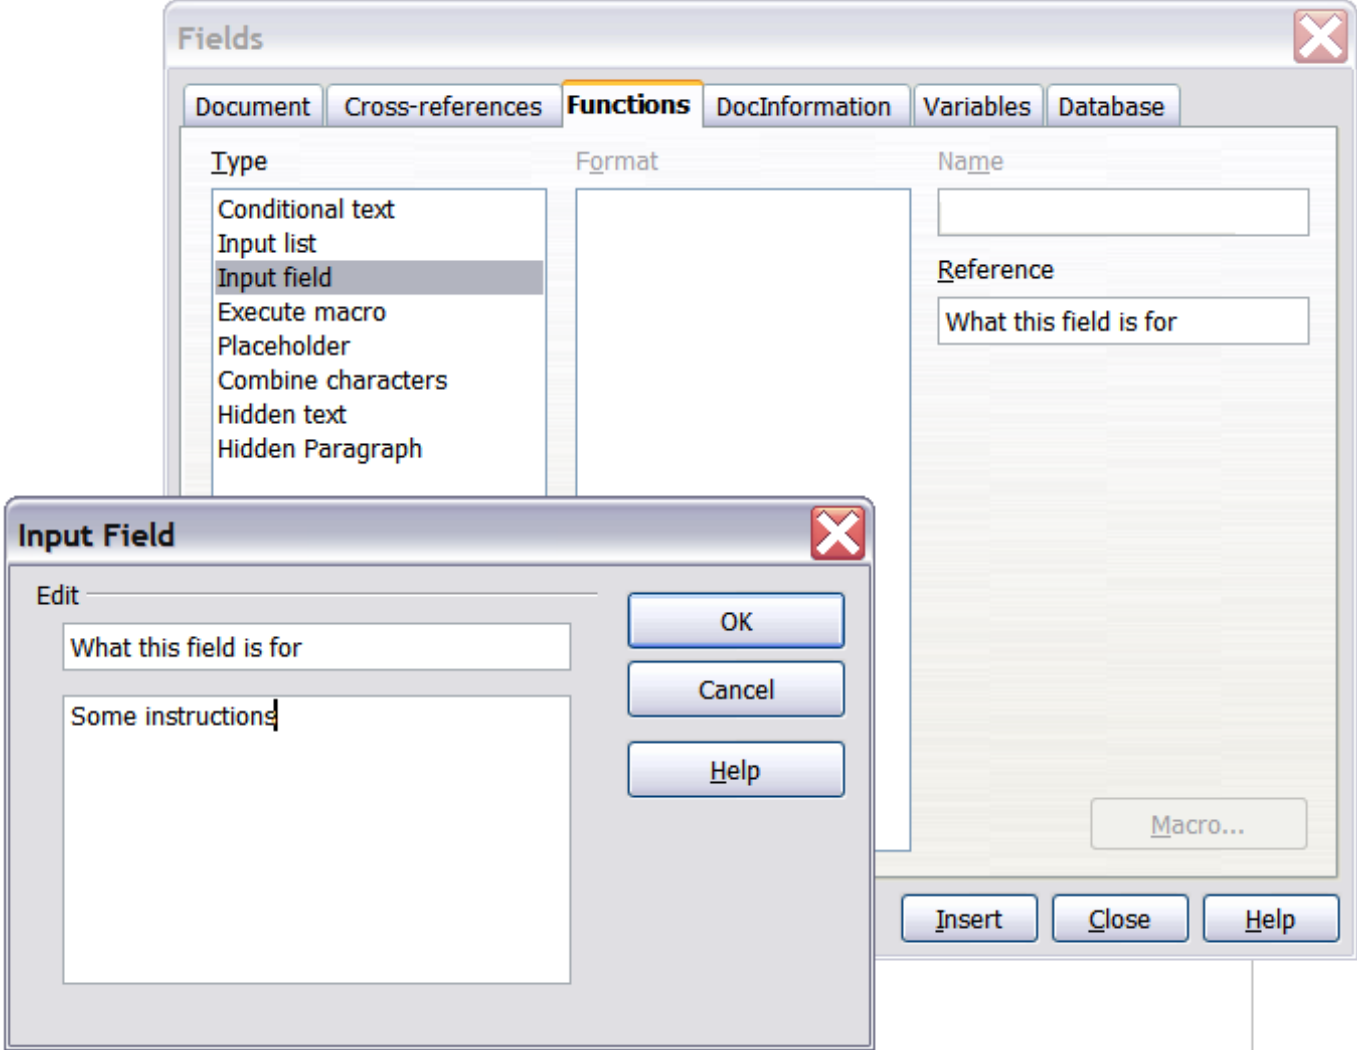 Fields
Document Cross-references Functions DocInformation Variables Database
Type
Format
Name
Conditional text
Input list
Input field
Execute macro
Placeholder
Combine characters
Hidden text
Hidden Paragraph
Reference
What this field is for
Macro...
Insert Close Help
Input Field
Edit
What this field is for
Some instructions
OK
Cancel
Help